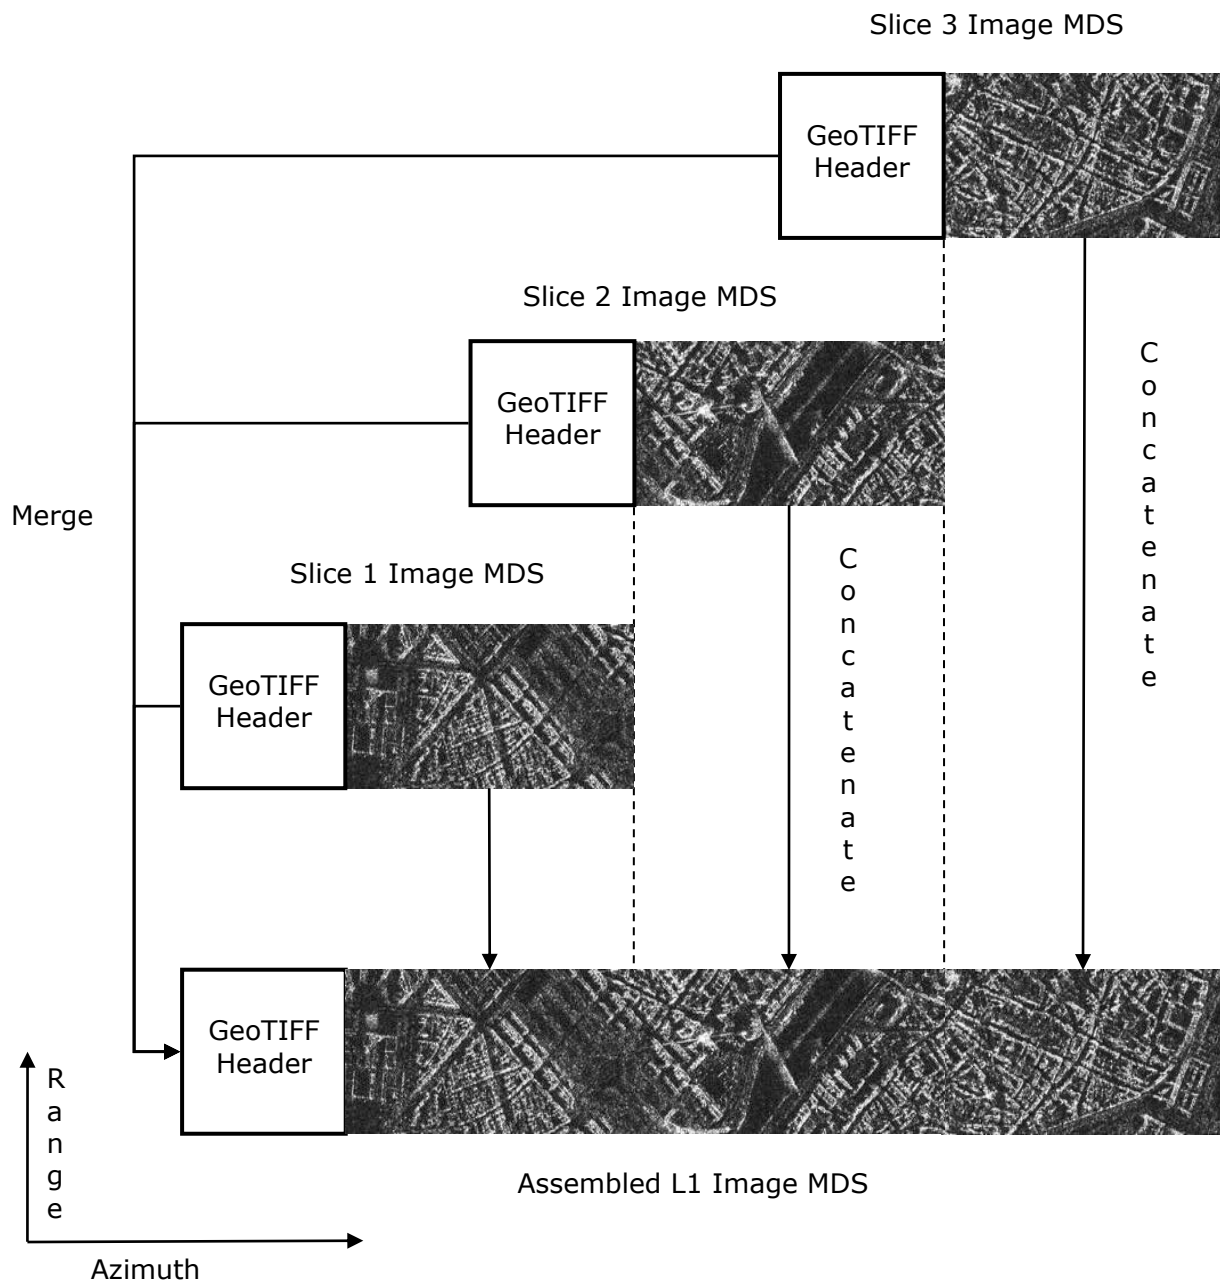 Slice 3 Image MDS
GeoTIFF
Header
Slice 2 Image MDS
GeoTIFF
Header
Concatenate
Merge
Slice 1 Image MDS
Concatenate
GeoTIFF
Header
GeoTIFF
Header
Range
Assembled L1 Image MDS
Azimuth